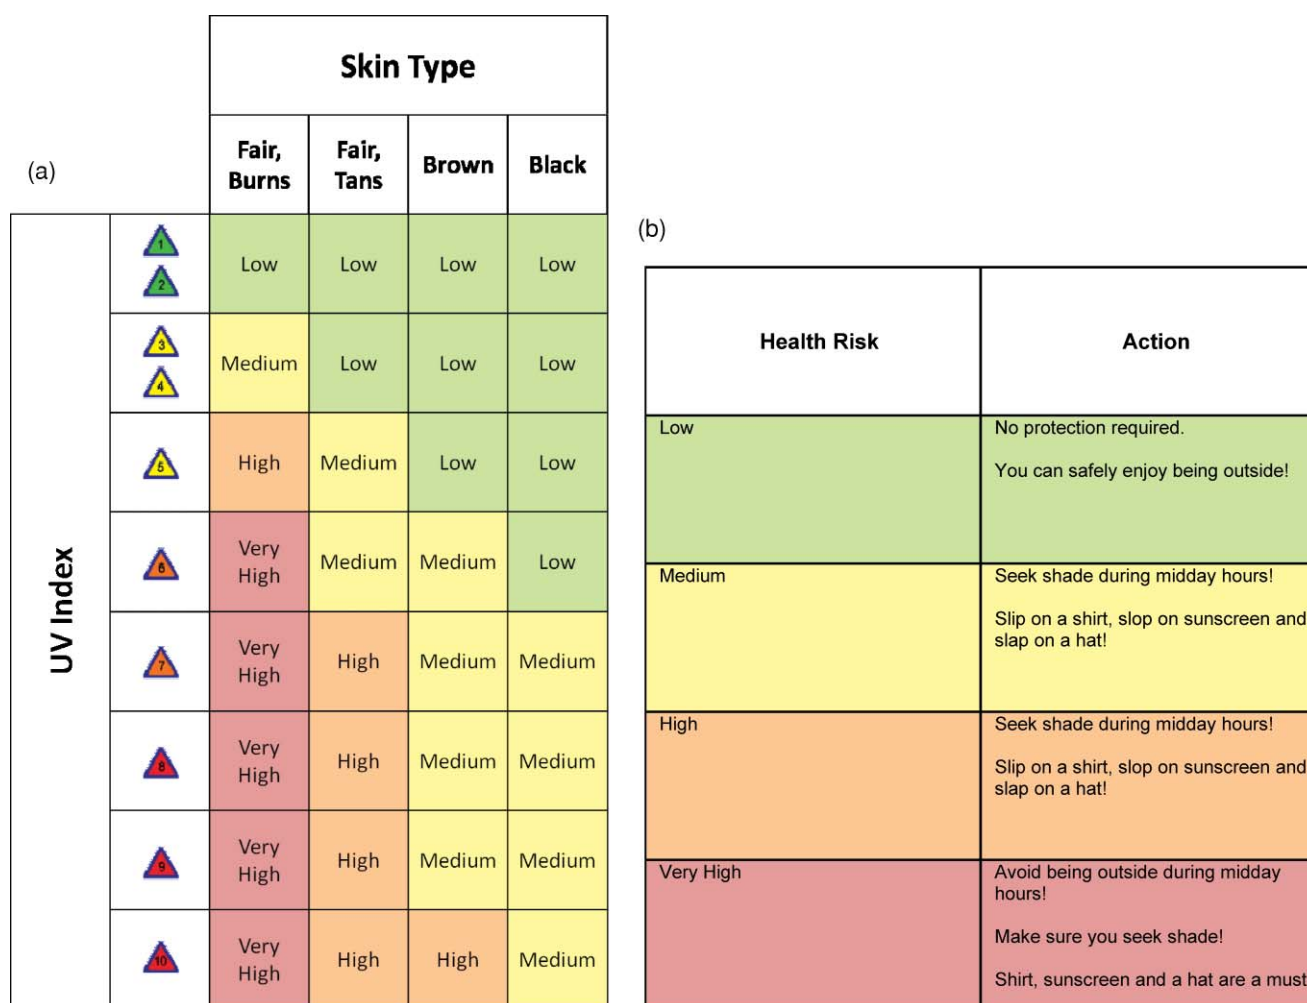 Skin Type
(a)
Fair, Burns
Fair, Tans
Brown
Black
UV Index
1
2
Low
Low
Low
Low
3
4
Medium
Low
Low
Low
5
High
Medium
Low
Low
6
Very High
Medium
Medium
Low
7
Very High
High
Medium
Medium
8
Very High
High
Medium
Medium
9
Very High
High
Medium
Medium
10
Very High
High
High
Medium
(b)
Health Risk
Action
Low
No protection required.
You can safely enjoy being outside!
Medium
Seek shade during midday hours!
Slip on a shirt, slop on sunscreen and
slap on a hat!
High
Seek shade during midday hours!
Slip on a shirt, slop on sunscreen and
slap on a hat!
Very High
Avoid being outside during midday
hours!
Make sure you seek shade!
Shirt, sunscreen and a hat are a must